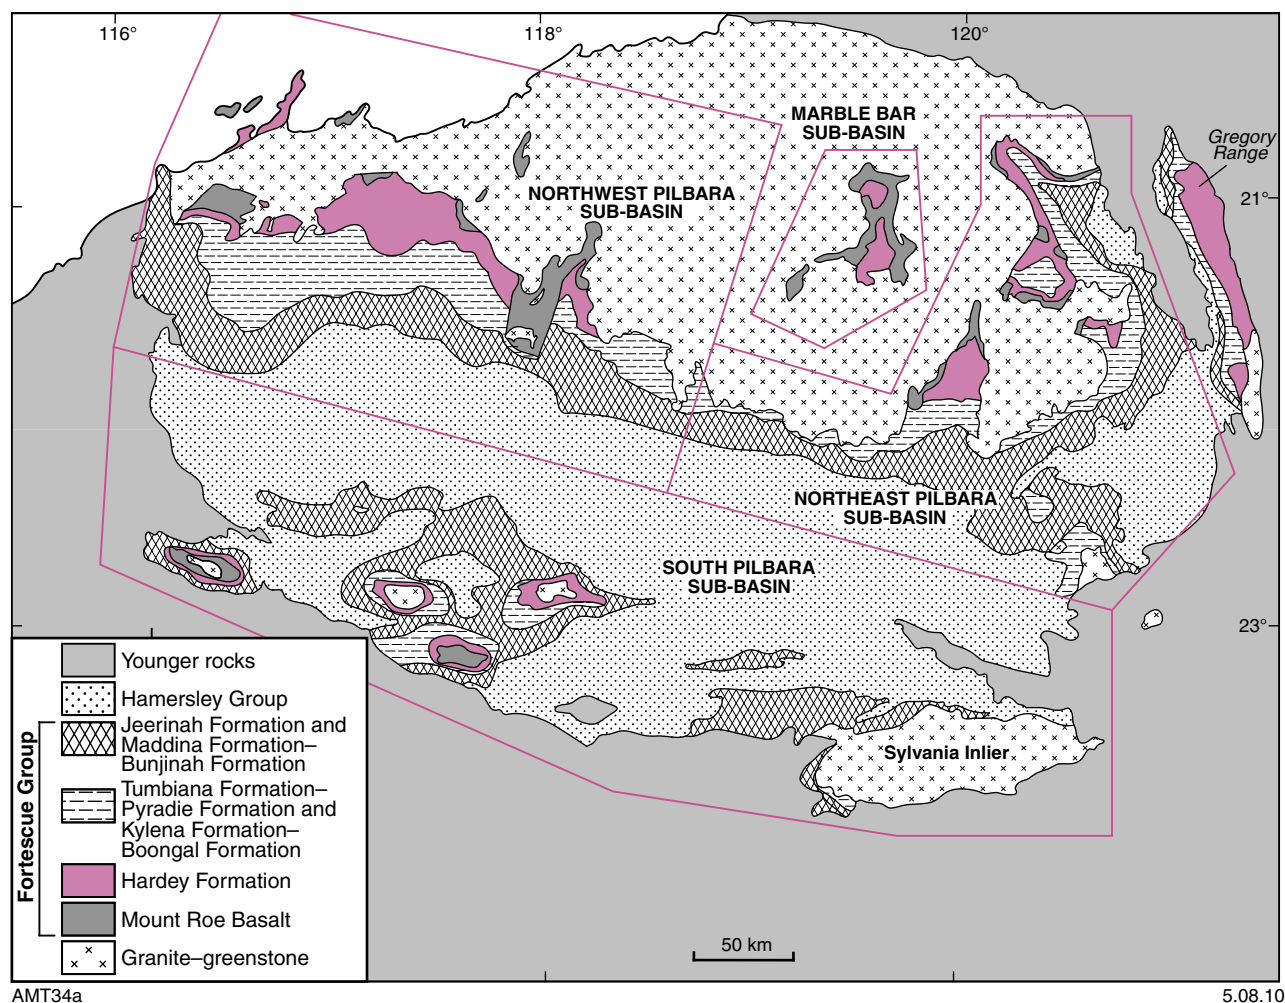 116°
118°
120°
MARBLE BAR
SUB-BASIN
Gregory
Range
NORTHWEST PILBARA
SUB-BASIN
21°
NORTHEAST PILBARA
SUB-BASIN
SOUTH PILBARA
SUB-BASIN
23°
Sylvania Inlier
Fortescue Group
Younger rocks
Hamersley Group
Jeerinah Formation and
Maddina Formation–
Bunjinah Formation
Tumbiana Formation–
Pyradie Formation and
Kylena Formation–
Boongal Formation
Hardey Formation
Mount Roe Basalt
Granite–greenstone
50 km
AMT34a
5.08.10